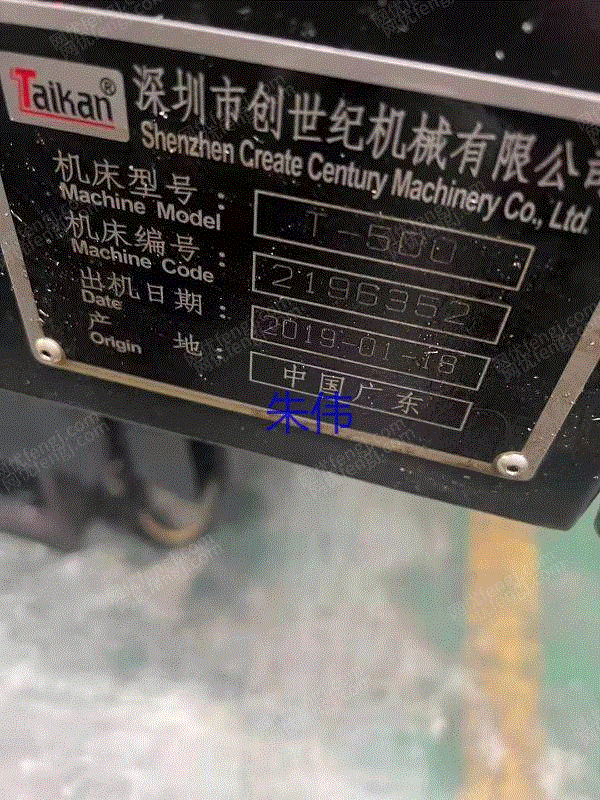 Taikan®
深圳市创世纪机械有限公司
Shenzhen Create Century Machinery Co., Ltd.
机床型号：
Machine Model
T-500
机床编号：
Machine Code
2196352
出机日期：
Date
2019-01-18
产地：
Origin
中国广东
朱伟